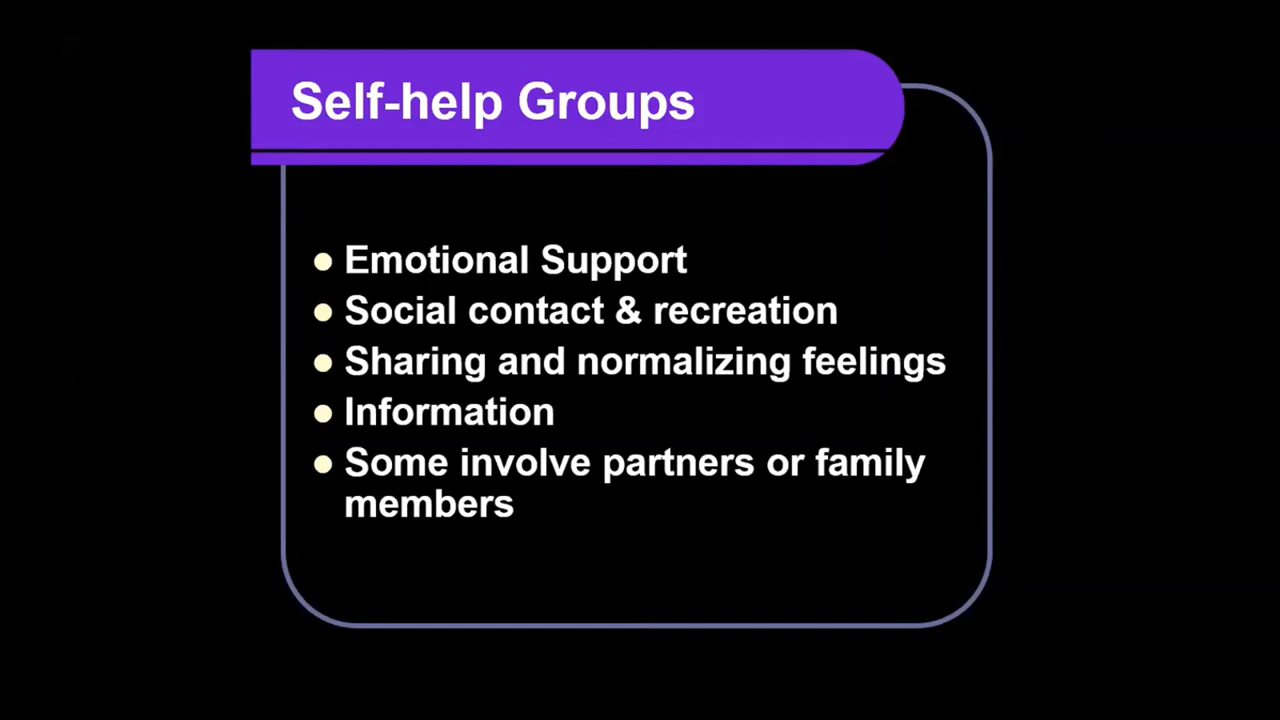 Self-help Groups
● Emotional Support
● Social contact & recreation
● Sharing and normalizing feelings
● Information
● Some involve partners or family
members